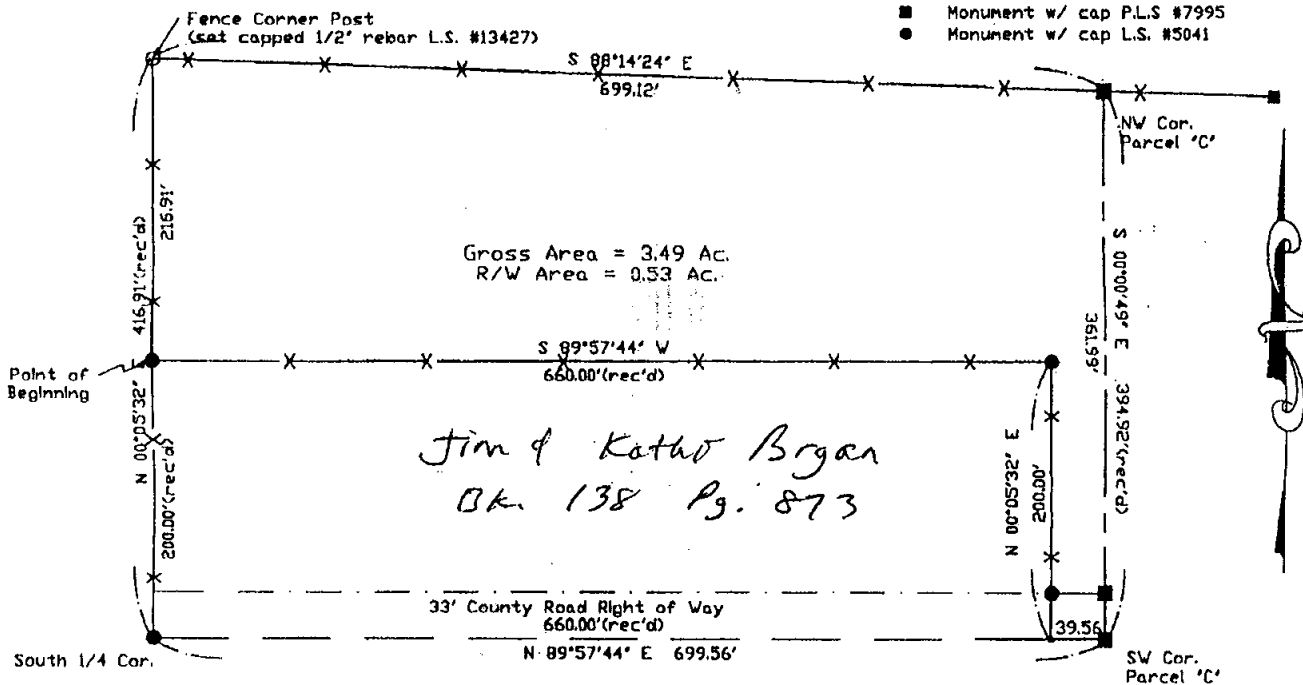 Fence Corner Post
(set capped 1/2" rebar L.S. #13427)
■ Monument w/ cap P.L.S #7995
● Monument w/ cap L.S. #5041
S 88°14'24" E
699.12'
NW Cor.
Parcel "C"
416.91'(rec'd)
216.91'
Gross Area = 3.49 Ac.
R/W Area = 0.53 Ac.
S 00°00'49" E
361.99'
394.92'(rec'd)
S 89°57'44" W
660.00'(rec'd)
Point of
Beginning
N 00°05'32" E
200.00'(rec'd)
Jim & Bryan
Bk. 138 Pg. 873
N 00°05'32" E
200.00'
33' County Road Right of Way
660.00'(rec'd)
N 89°57'44" E 699.56'
39.56
South 1/4 Cor.
SW Cor.
Parcel "C"